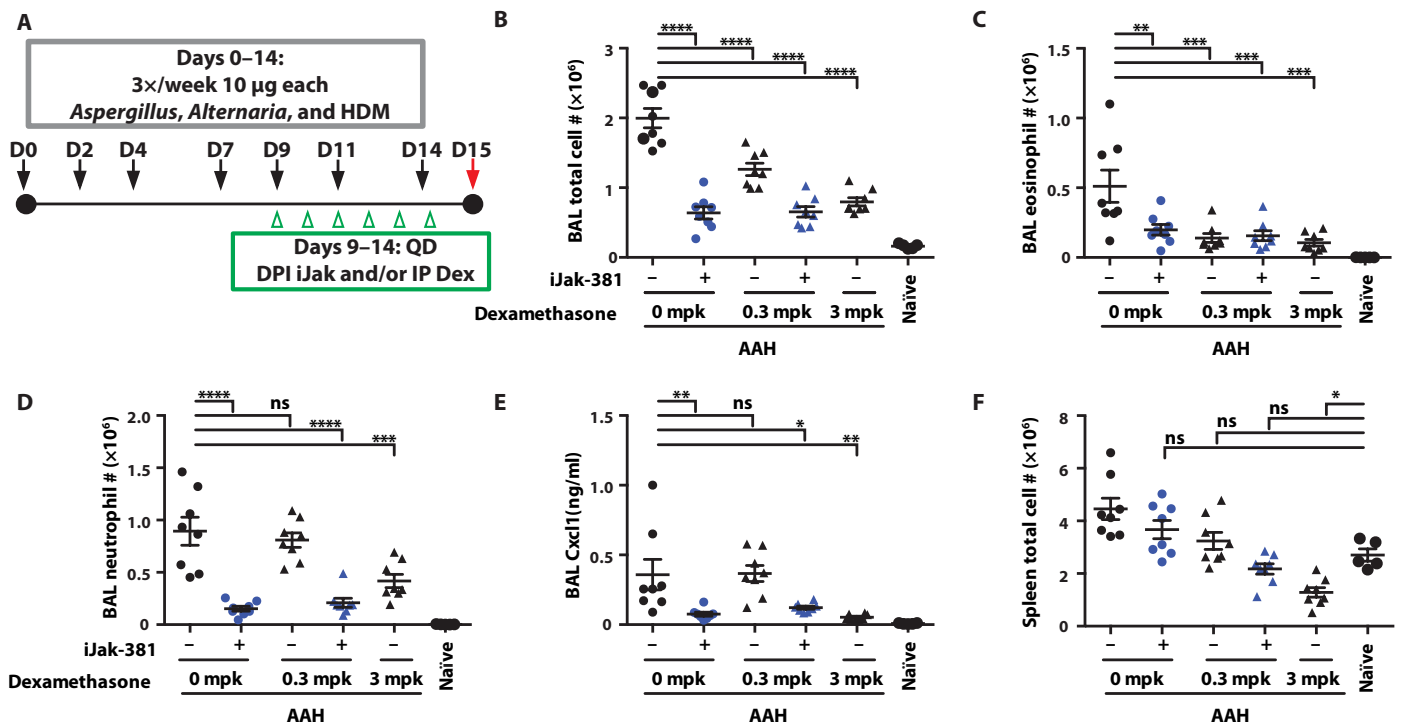 A
Days 0–14:
3×/week 10 µg each
Aspergillus, Alternaria, and HDM
D0 D2 D4 D7 D9 D11 D14 D15
Days 9–14: QD
DPI iJak and/or IP Dex
B
BAL total cell # (×10⁶)
3
2
1
0
****
****
****
****
iJak-381 – + – + –
Dexamethasone 0 mpk 0.3 mpk 3 mpk
Naïve
AAH
C
BAL eosinophil # (×10⁶)
1.5
1.0
0.5
0
**
***
***
***
– + – + –
0 mpk 0.3 mpk 3 mpk
Naïve
AAH
D
BAL neutrophil # (×10⁶)
2.0
1.5
1.0
0.5
0
****
ns
****
***
iJak-381 – + – + –
Dexamethasone 0 mpk 0.3 mpk 3 mpk
Naïve
AAH
E
BAL Cxcl1(ng/ml)
1.5
1.0
0.5
0
**
ns
*
**
– + – + –
0 mpk 0.3 mpk 3 mpk
Naïve
AAH
F
Spleen total cell # (×10⁶)
8
6
4
2
0
*
ns
ns
ns
– + – + –
0 mpk 0.3 mpk 3 mpk
Naïve
AAH